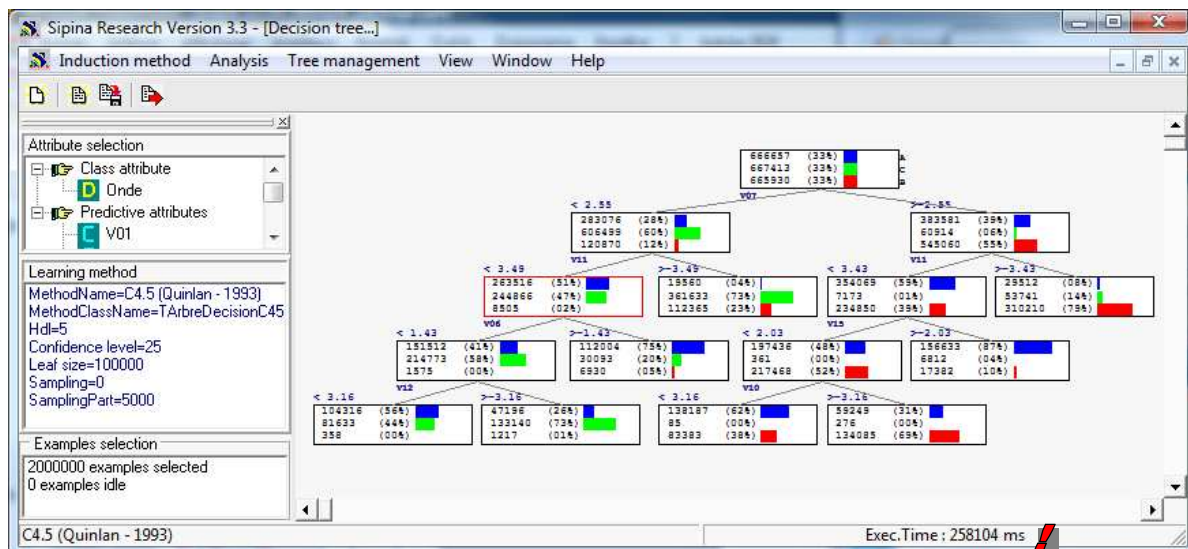 Sipina Research Version 3.3 - [Decision tree...]
Induction method Analysis Tree management View Window Help
Attribute selection
Class attribute
Onde
Predictive attributes
V01
Learning method
MethodName=C4.5 (Quinlan - 1993)
MethodClassName=TArbreDecisionC45
Hdl=5
Confidence level=25
Leaf size=100000
Sampling=0
SamplingPart=5000
Examples selection
2000000 examples selected
0 examples idle
666657 (33%) A
667413 (33%) C
665930 (33%) B
V07
< 2.55
283076 (28%)
606499 (60%)
120870 (12%)
V11
>=2.55
383581 (39%)
60914 (06%)
545060 (55%)
V11
< 3.49
263516 (51%)
244866 (47%)
8505 (02%)
V06
>=3.49
19560 (04%)
361633 (73%)
112365 (23%)
< 3.43
354069 (59%)
7173 (01%)
234850 (39%)
V15
>=3.43
29512 (08%)
53741 (14%)
310210 (79%)
< 1.43
151512 (41%)
214773 (58%)
1575 (00%)
V12
>=1.43
112004 (75%)
30093 (20%)
6930 (05%)
< 2.03
197436 (48%)
361 (00%)
217468 (52%)
V10
>=2.03
156633 (87%)
6812 (04%)
17382 (10%)
< 3.16
104316 (56%)
81633 (44%)
358 (00%)
>=3.16
47196 (26%)
133140 (73%)
1217 (01%)
< 3.16
138187 (62%)
85 (00%)
83383 (38%)
>=3.16
59249 (31%)
276 (00%)
134085 (69%)
C4.5 (Quinlan - 1993)
Exec.Time : 258104 ms
!